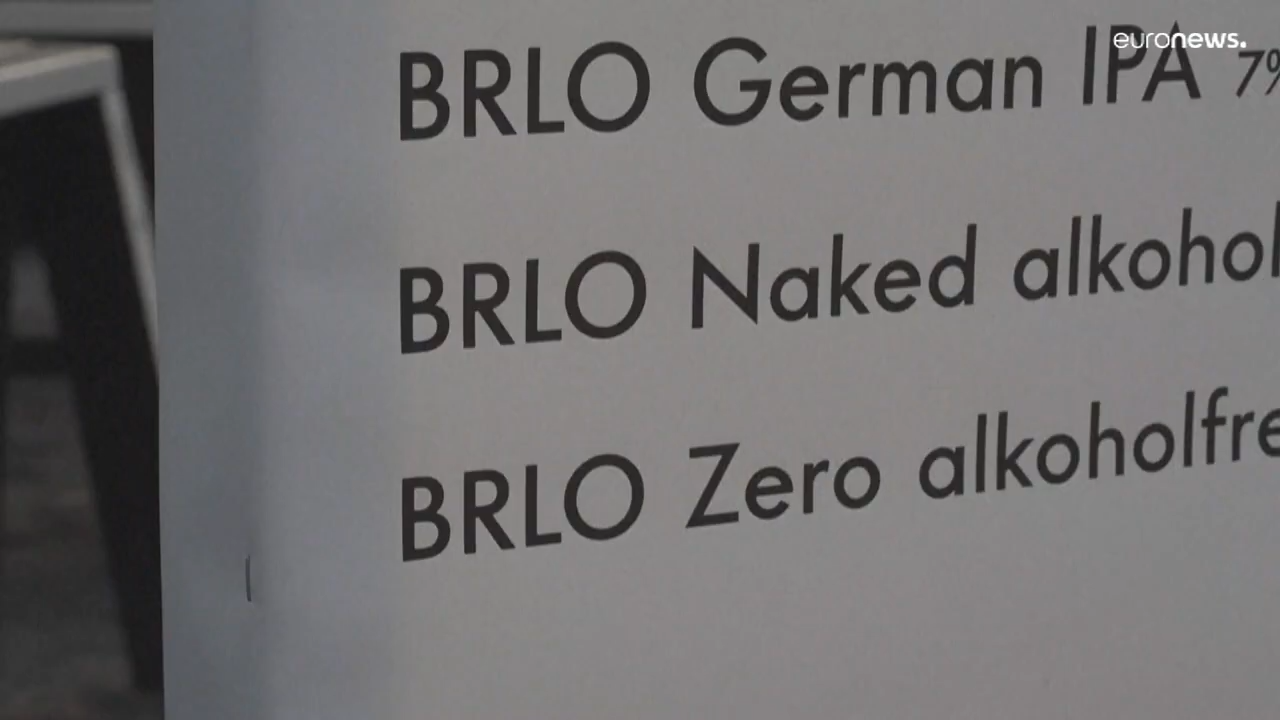 euronews.
BRLO German IPA 7%
BRLO Naked alkohol
BRLO Zero alkoholfre